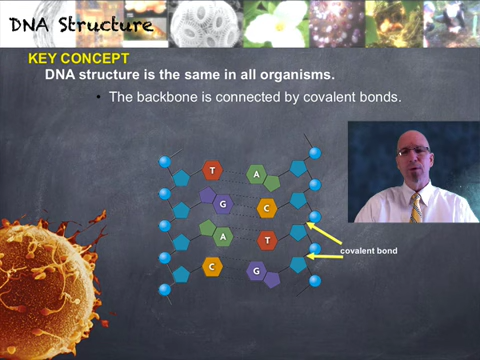 DNA Structure
KEY CONCEPT
DNA structure is the same in all organisms.
• The backbone is connected by covalent bonds.
T A
G C
A T
C G
covalent bond